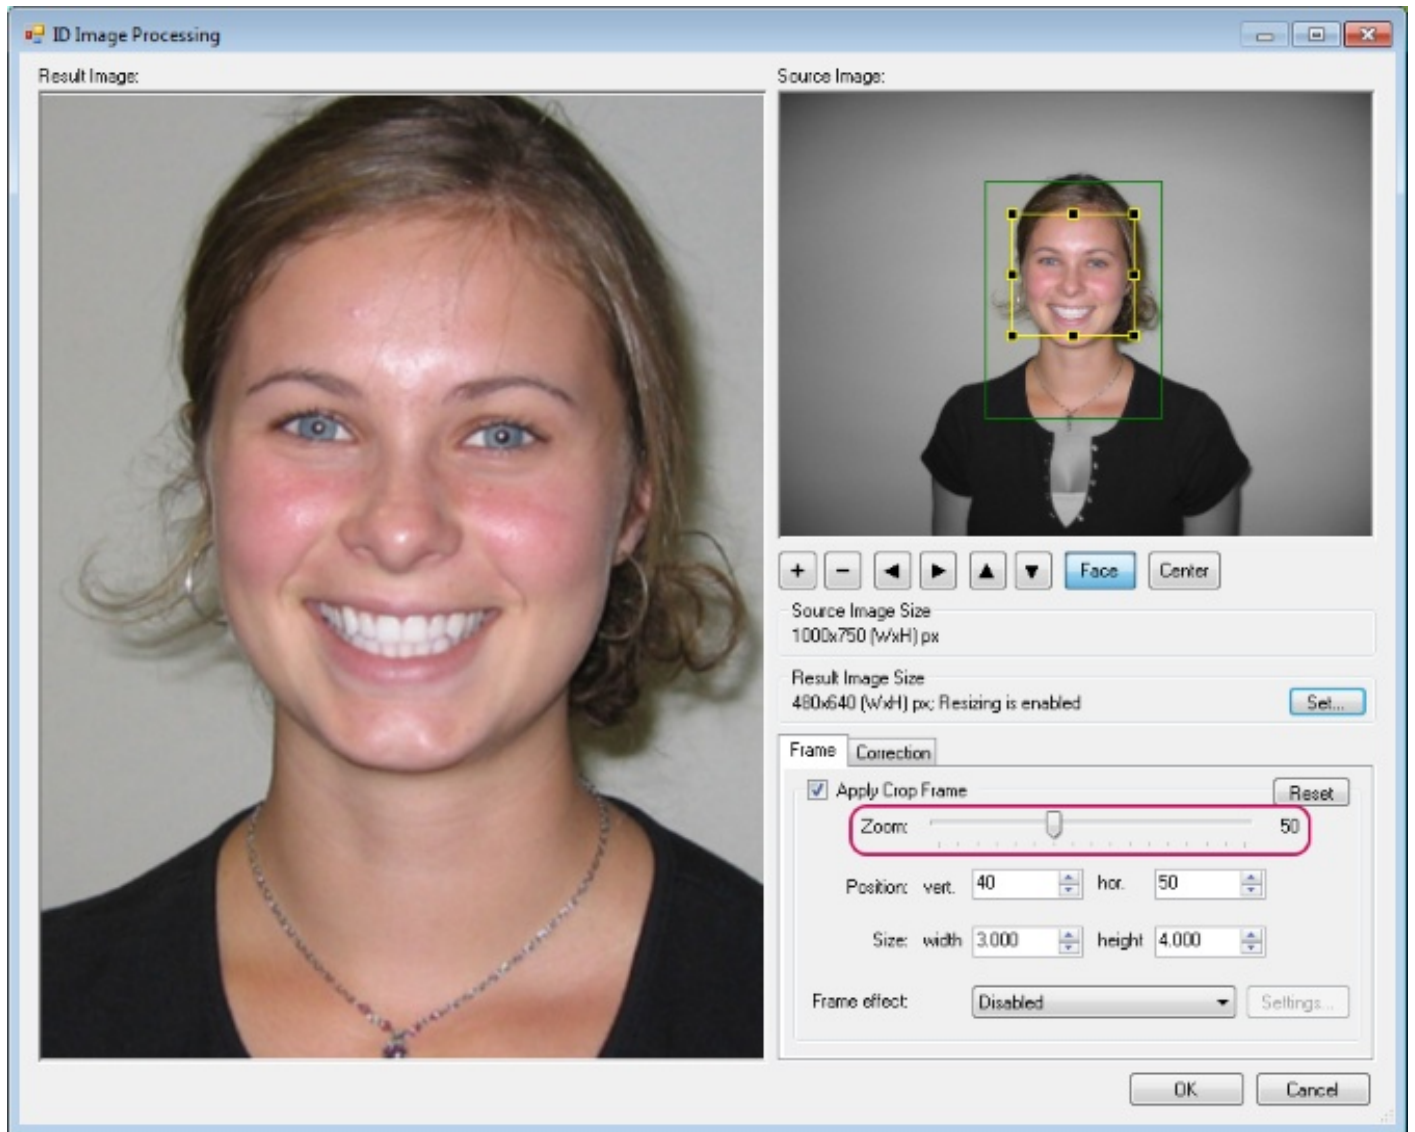 ID Image Processing
Result Image:
Source Image:
+ - ◀ ▶ ▲ ▼ Face Center
Source Image Size
1000x750 (WxH) px
Result Image Size
480x640 (WxH) px; Resizing is enabled
Set...
Frame Correction
Apply Crop Frame
Reset
Zoom: 50
Position: vert. 40 hor. 50
Size: width 3.000 height 4.000
Frame effect: Disabled Settings...
OK Cancel